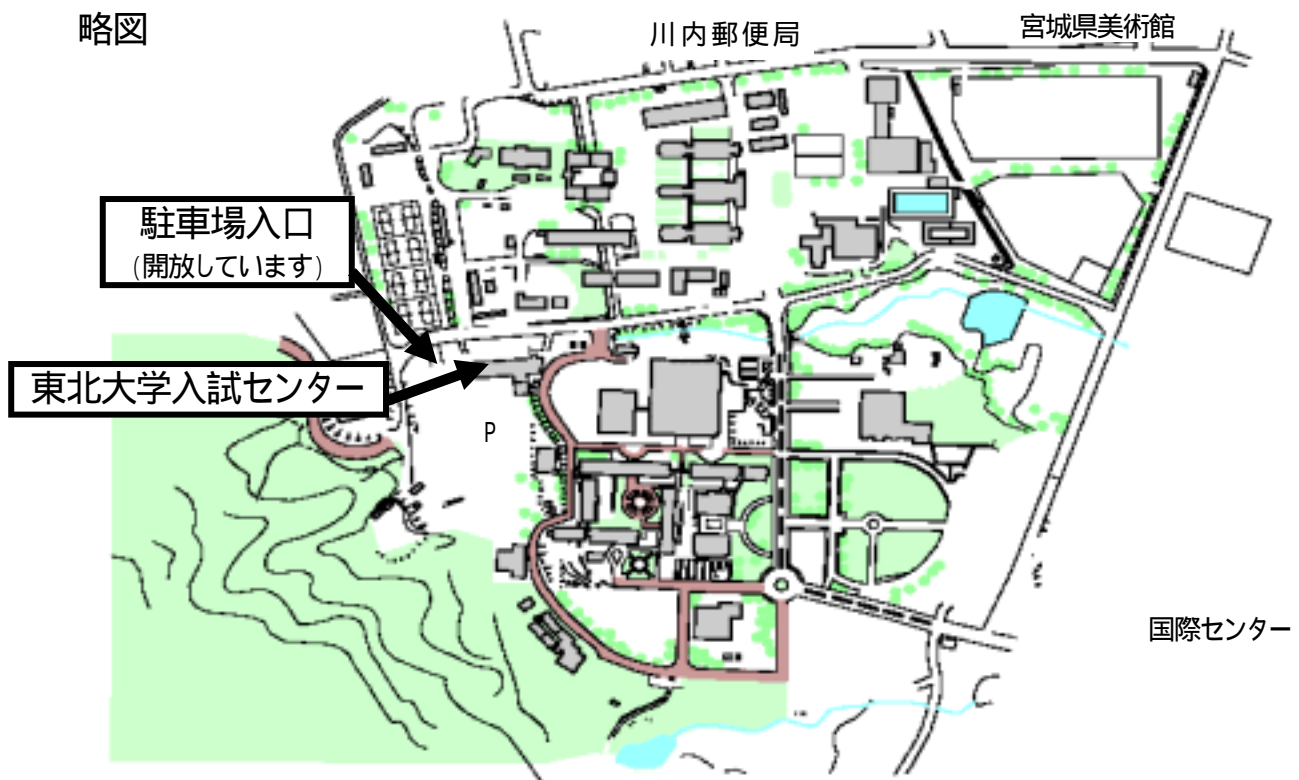 略図
川内郵便局
宮城県美術館
駐車場入口
(開放しています)
東北大学入試センター
P
国際センター